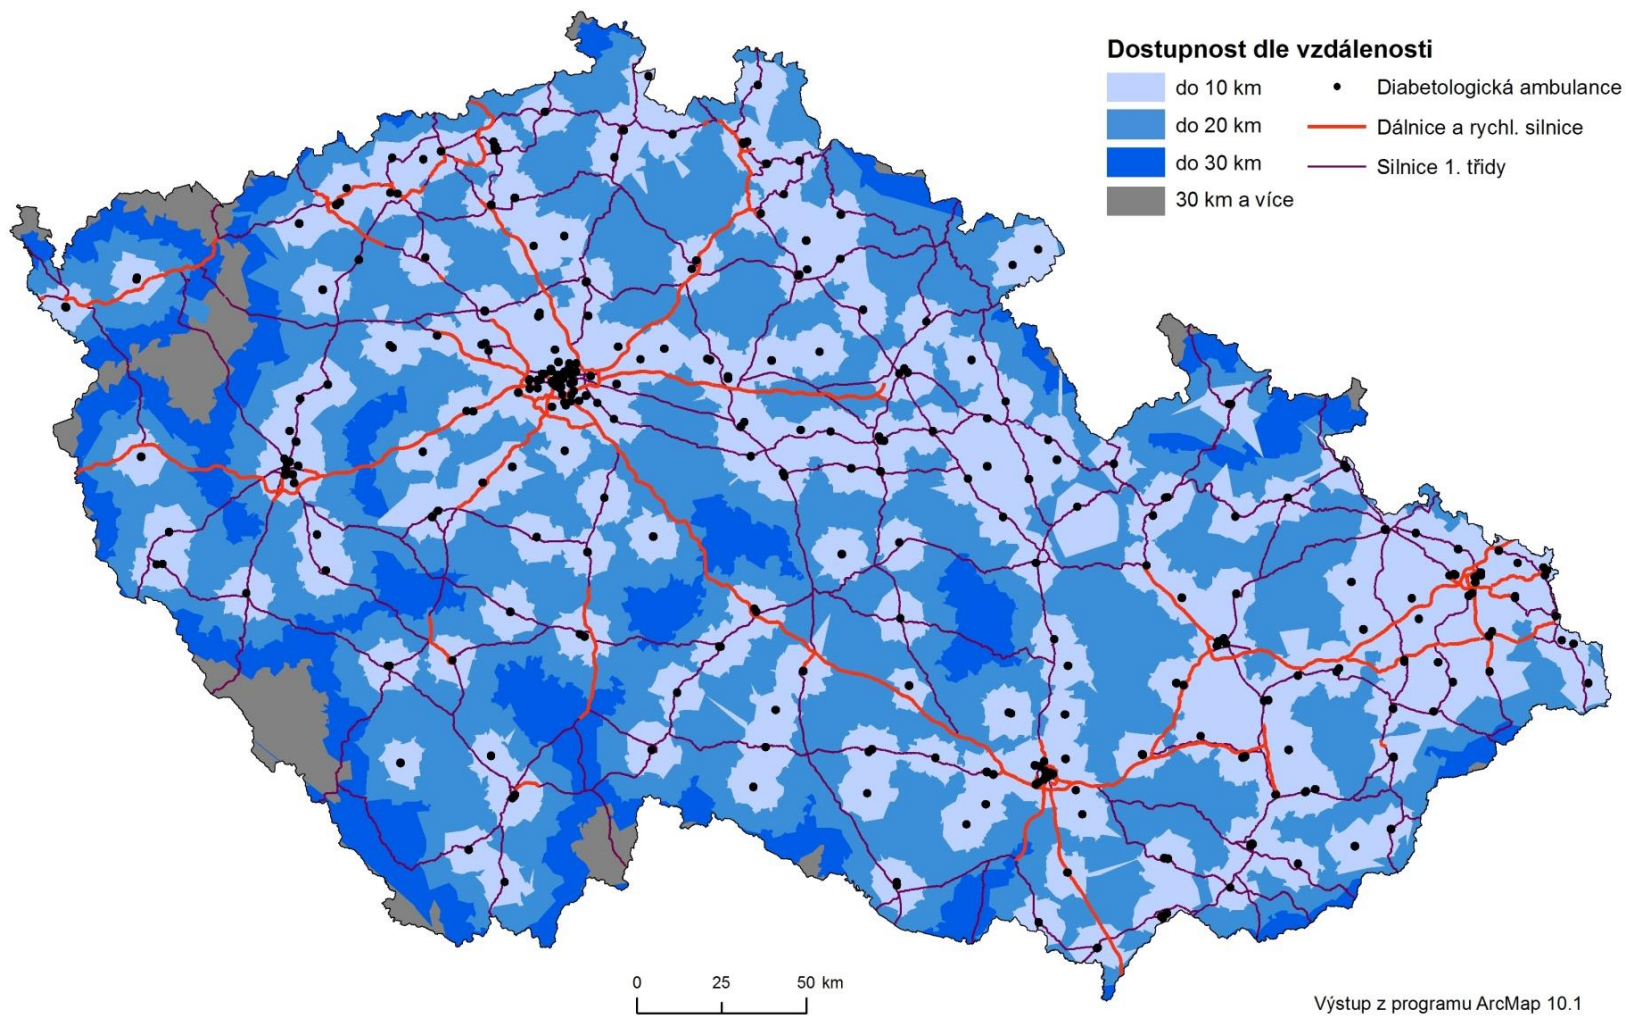 Dostupnost dle vzdálenosti
do 10 km
do 20 km
do 30 km
30 km a více
Diabetologická ambulance
Dálnice a rychl. silnice
Silnice 1. třídy
0 25 50 km
Výstup z programu ArcMap 10.1